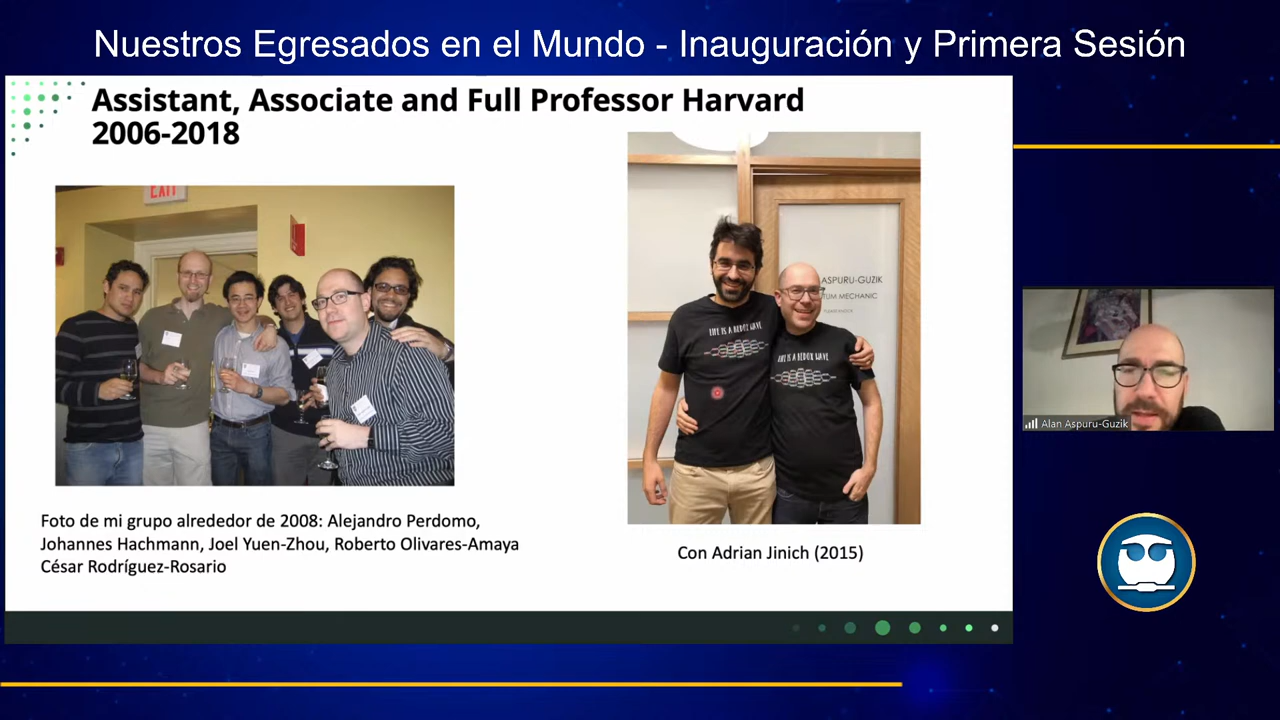 Nuestros Egresados en el Mundo - Inauguración y Primera Sesión
Assistant, Associate and Full Professor Harvard
2006-2018
EXIT
ASPURU-GUZIK
TUM MECHANIC
LIFE IS A REDOX WAVE
LIFE IS A REDOX WAVE
Foto de mi grupo alrededor de 2008: Alejandro Perdomo,
Johannes Hachmann, Joel Yuen-Zhou, Roberto Olivares-Amaya
César Rodríguez-Rosario
Con Adrian Jinich (2015)
Alan Aspuru-Guzik